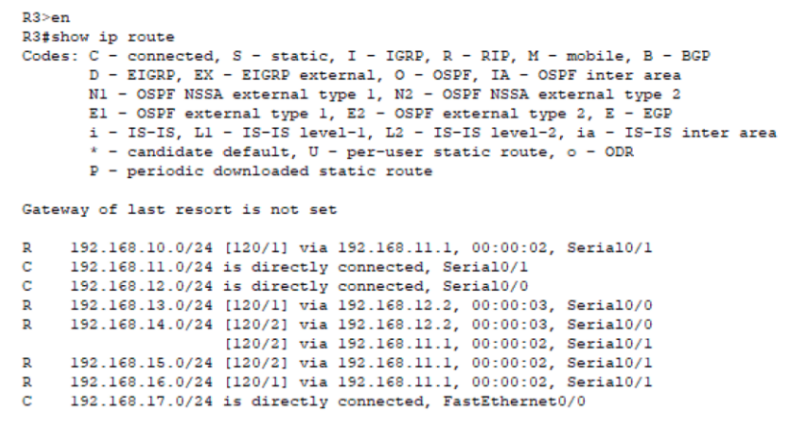 R3>en
R3#show ip route
Codes: C - connected, S - static, I - IGRP, R - RIP, M - mobile, B - BGP
D - EIGRP, EX - EIGRP external, O - OSPF, IA - OSPF inter area
N1 - OSPF NSSA external type 1, N2 - OSPF NSSA external type 2
E1 - OSPF external type 1, E2 - OSPF external type 2, E - EGP
i - IS-IS, L1 - IS-IS level-1, L2 - IS-IS level-2, ia - IS-IS inter area
* - candidate default, U - per-user static route, o - ODR
P - periodic downloaded static route
Gateway of last resort is not set
R 192.168.10.0/24 [120/1] via 192.168.11.1, 00:00:02, Serial0/1
C 192.168.11.0/24 is directly connected, Serial0/1
C 192.168.12.0/24 is directly connected, Serial0/0
R 192.168.13.0/24 [120/1] via 192.168.12.2, 00:00:03, Serial0/0
R 192.168.14.0/24 [120/2] via 192.168.12.2, 00:00:03, Serial0/0
[120/2] via 192.168.11.1, 00:00:02, Serial0/1
R 192.168.15.0/24 [120/2] via 192.168.11.1, 00:00:02, Serial0/1
R 192.168.16.0/24 [120/1] via 192.168.11.1, 00:00:02, Serial0/1
C 192.168.17.0/24 is directly connected, FastEthernet0/0